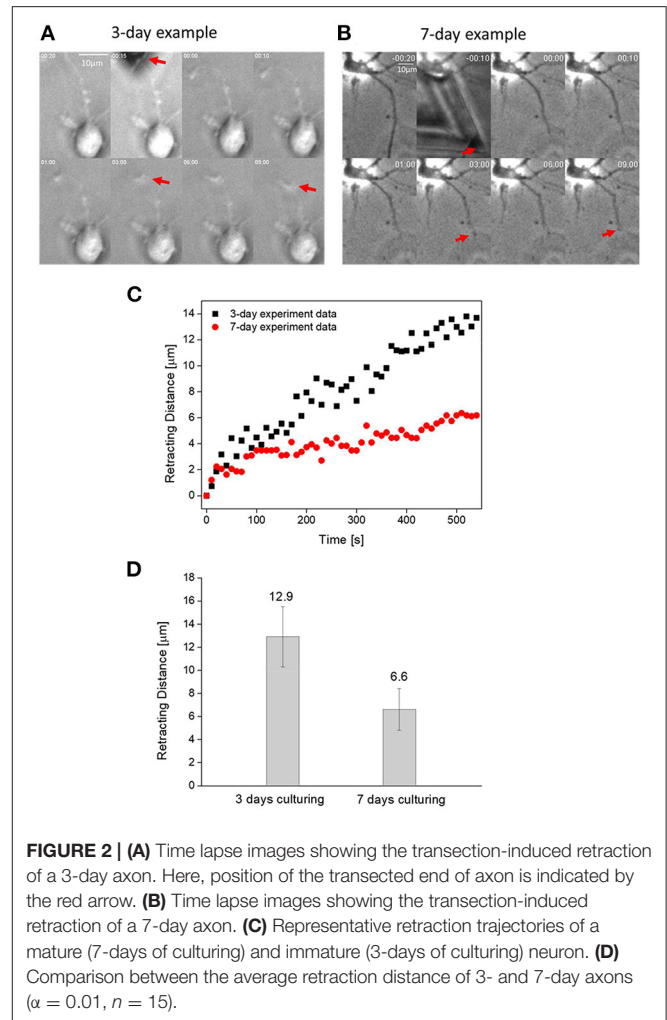 A
3-day example
B
7-day example
00:20
-00:15
00:00
00:10
10μm
01:00
03:00
06:00
09:00
-00:20
-00:10
00:00
00:10
10μm
01:00
03:00
06:00
09:00
C
14
12
10
8
6
4
2
0
Retracting Distance [μm]
3-day experiment data
7-day experiment data
0
100
200
300
400
500
Time [s]
D
18
16
14
12
10
8
6
4
2
0
Retracting Distance [μm]
12.9
6.6
3 days culturing
7 days culturing
FIGURE 2 | (A) Time lapse images showing the transection-induced retraction
of a 3-day axon. Here, position of the transected end of axon is indicated by
the red arrow. (B) Time lapse images showing the transection-induced
retraction of a 7-day axon. (C) Representative retraction trajectories of a
mature (7-days of culturing) and immature (3-days of culturing) neuron. (D)
Comparison between the average retraction distance of 3- and 7-day axons
(α = 0.01, n = 15).